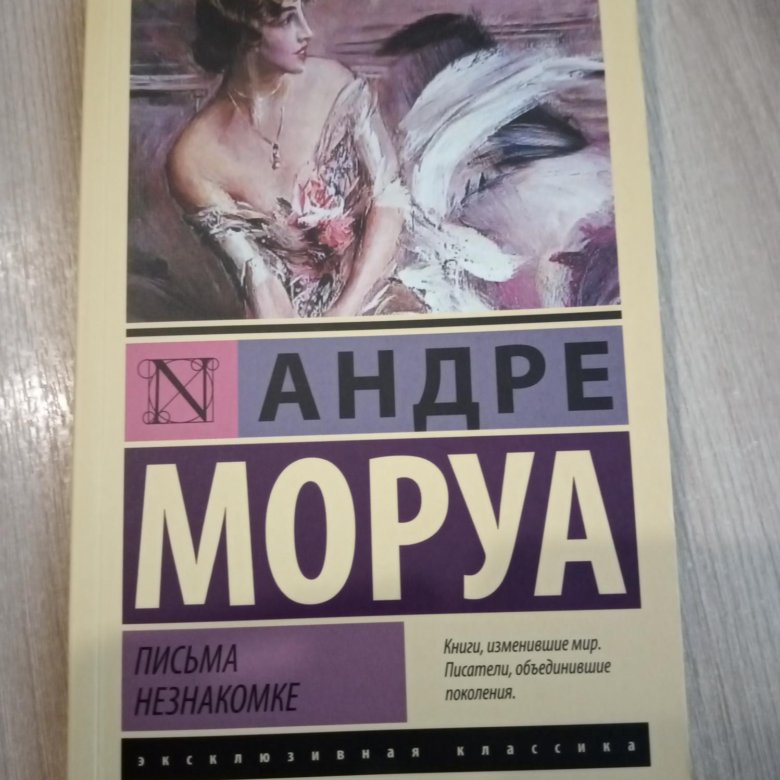 N АНДРЕ
МОРУА
ПИСЬМА
НЕЗНАКОМКЕ
Книги, изменившие мир.
Писатели, объединившие
поколения.
эксклюзивная классика